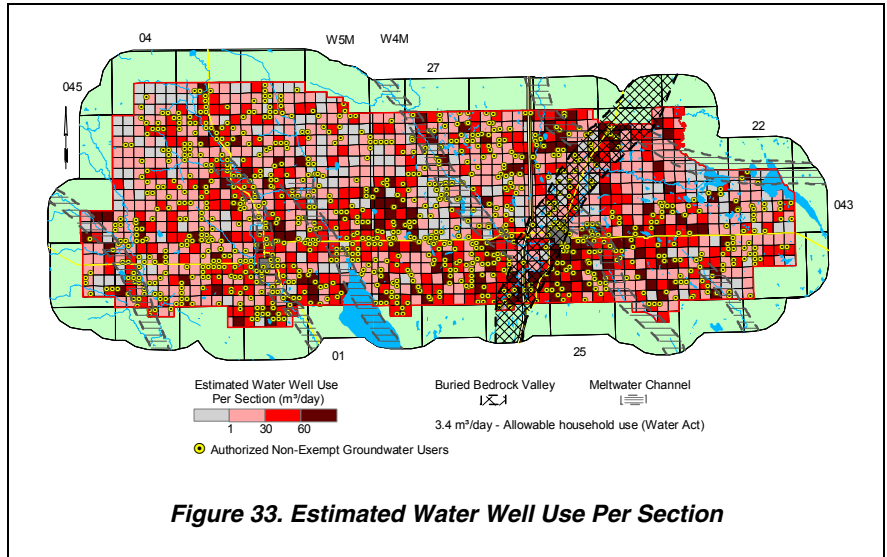 04
W5M W4M
27
045
22
043
01
25
Estimated Water Well Use
Per Section (m³/day)
1 30 60
Authorized Non-Exempt Groundwater Users
Buried Bedrock Valley
Meltwater Channel
3.4 m³/day - Allowable household use (Water Act)
Figure 33. Estimated Water Well Use Per Section